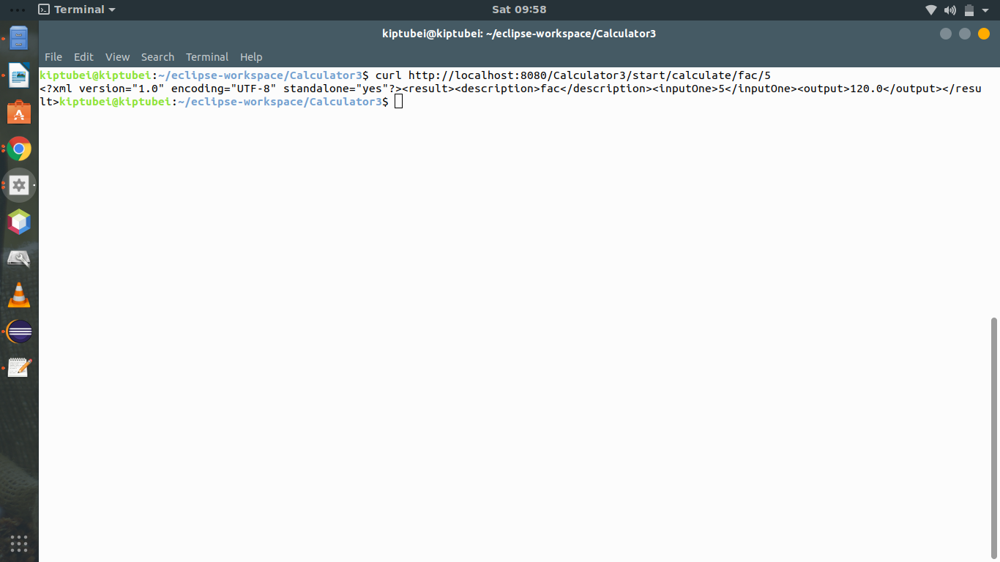 Terminal
Sat 09:58
kiptubei@kiptubei: ~/eclipse-workspace/Calculator3
File Edit View Search Terminal Help
kiptubei@kiptubei:~/eclipse-workspace/Calculator3$ curl http://localhost:8080/Calculator3/start/calculate/fac/5
<?xml version="1.0" encoding="UTF-8" standalone="yes"?><result><description>fac</description><inputOne>5</inputOne><output>120.0</output></resu
lt>kiptubei@kiptubei:~/eclipse-workspace/Calculator3$